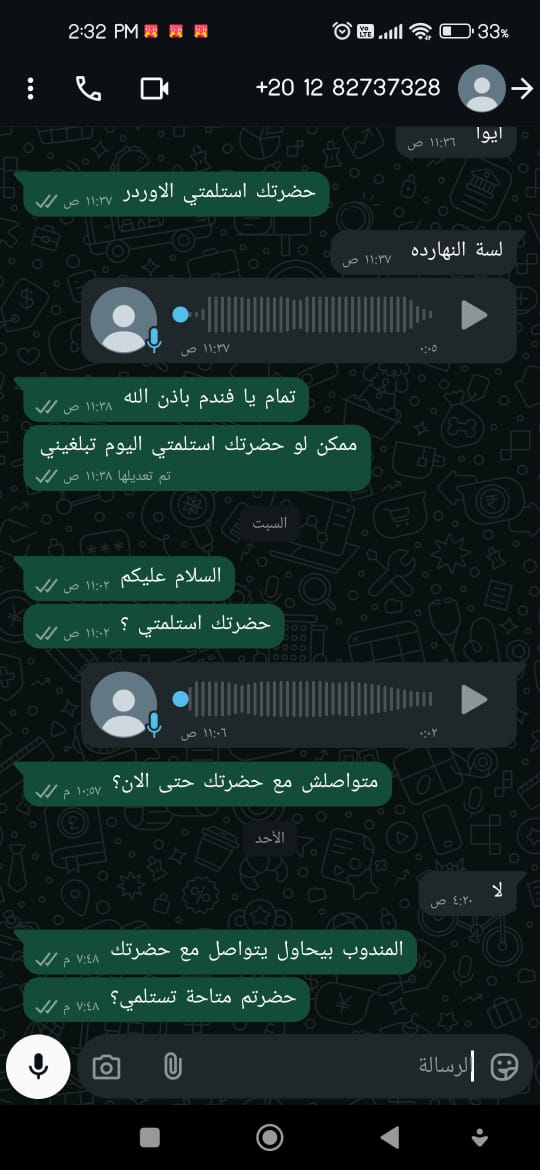 2:32 PM
Vo LTE
33%
+20 12 82737328
ايوا
١١:٣٦ ص
حضرتك استلمتي الاوردر
١١:٣٧ ص
لسة النهارده
١١:٣٧ ص
٠:٠٥
١١:٣٧ ص
تمام يا فندم باذن الله
١١:٣٨ ص
ممكن لو حضرتك استلمتي اليوم تبلغيني
تم تعديلها ١١:٣٨ ص
السبت
السلام عليكم
١١:٠٢ ص
حضرتك استلمتي ؟
١١:٠٢ ص
٠:٠٢
١١:٠٦ ص
متواصلش مع حضرتك حتى الان؟
١٠:٥٧ م
الأحد
لا
٤:٢٠ ص
المندوب بيحاول يتواصل مع حضرتك
٧:٤٨ م
حضرتم متاحة تستلمي؟
٧:٤٨ م
الرسالة